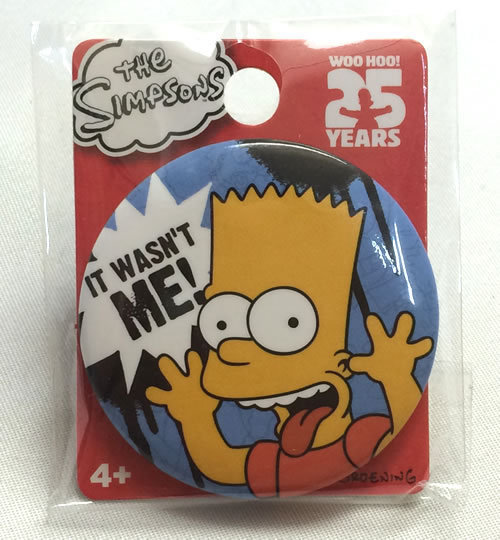 THE
SIMPSONS
WOO HOO!
25
YEARS
IT WASN'T
ME!
4+
GROENING